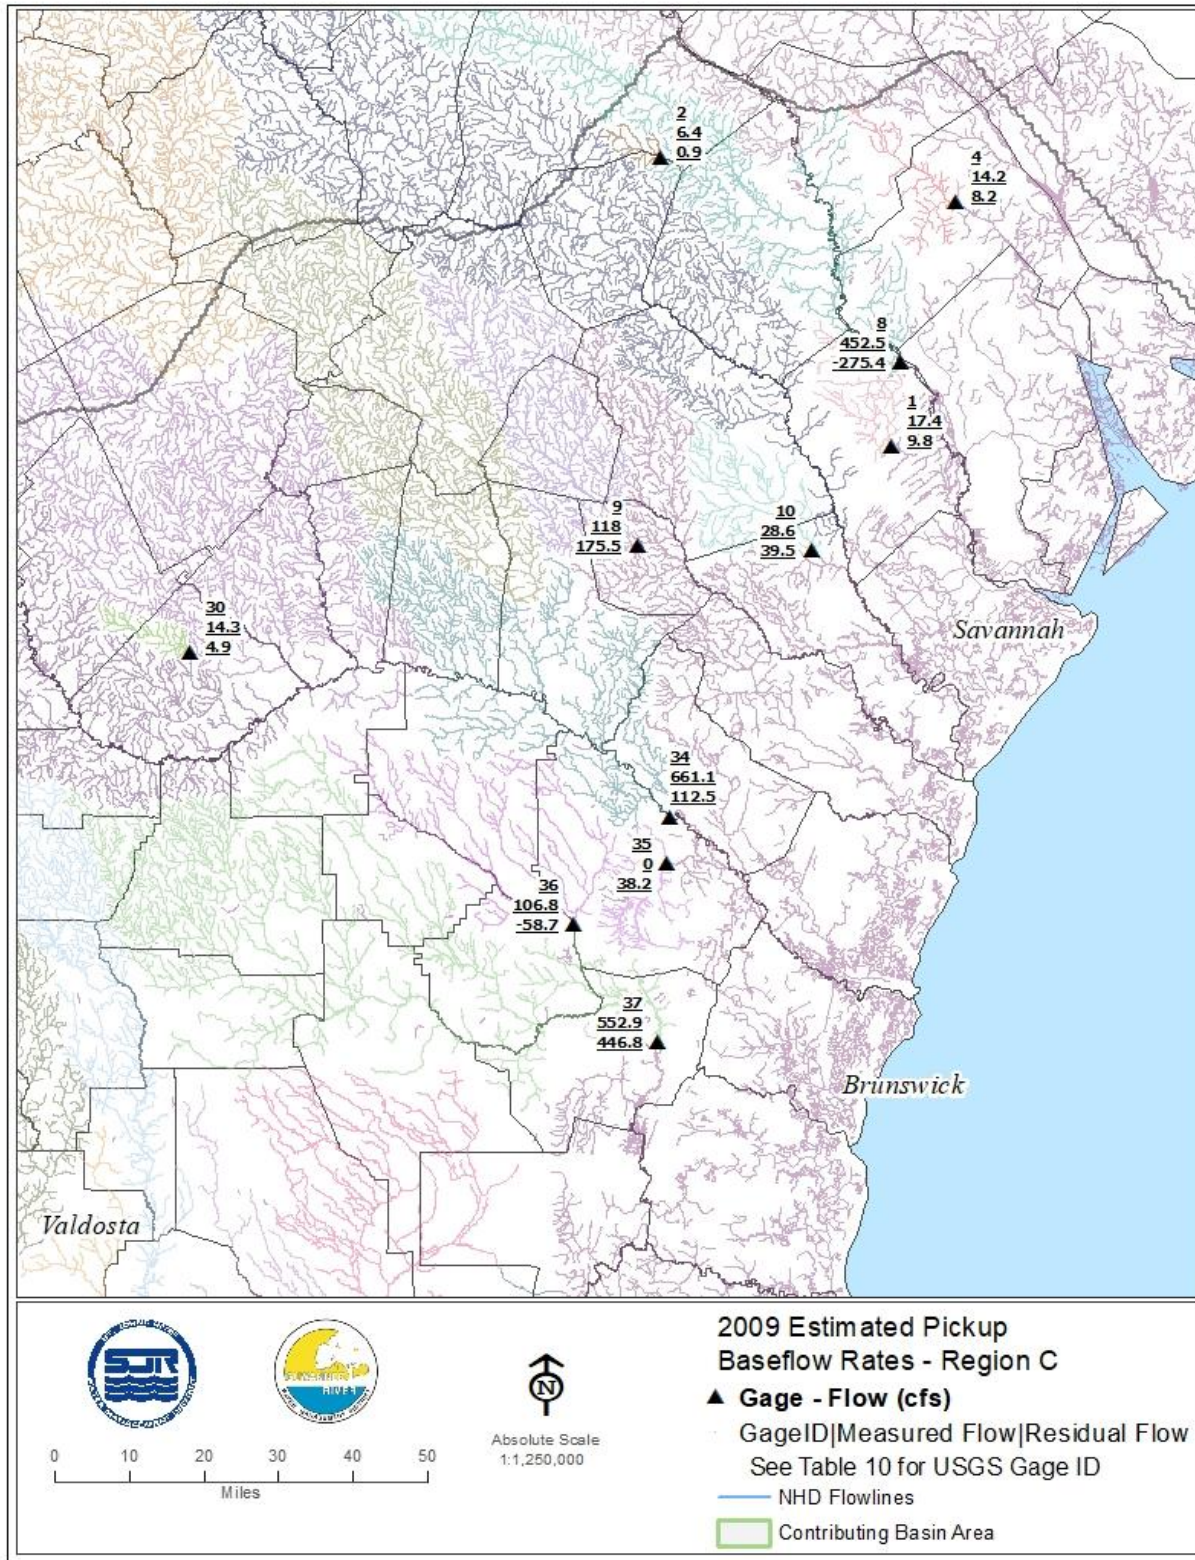 2
6.4
0.9
4
14.2
8.2
8
452.5
-275.4
1
17.4
9.8
9
118
175.5
10
28.6
39.5
30
14.3
4.9
Savannah
34
661.1
112.5
35
0
38.2
36
106.8
-58.7
37
552.9
446.8
Brunswick
Valdosta
2009 Estimated Pickup
Baseflow Rates - Region C
Gage - Flow (cfs)
GageID|Measured Flow|Residual Flow
See Table 10 for USGS Gage ID
NHD Flowlines
Contributing Basin Area
SJR
RIVER
N
Absolute Scale
1:1,250,000
0 10 20 30 40 50
Miles